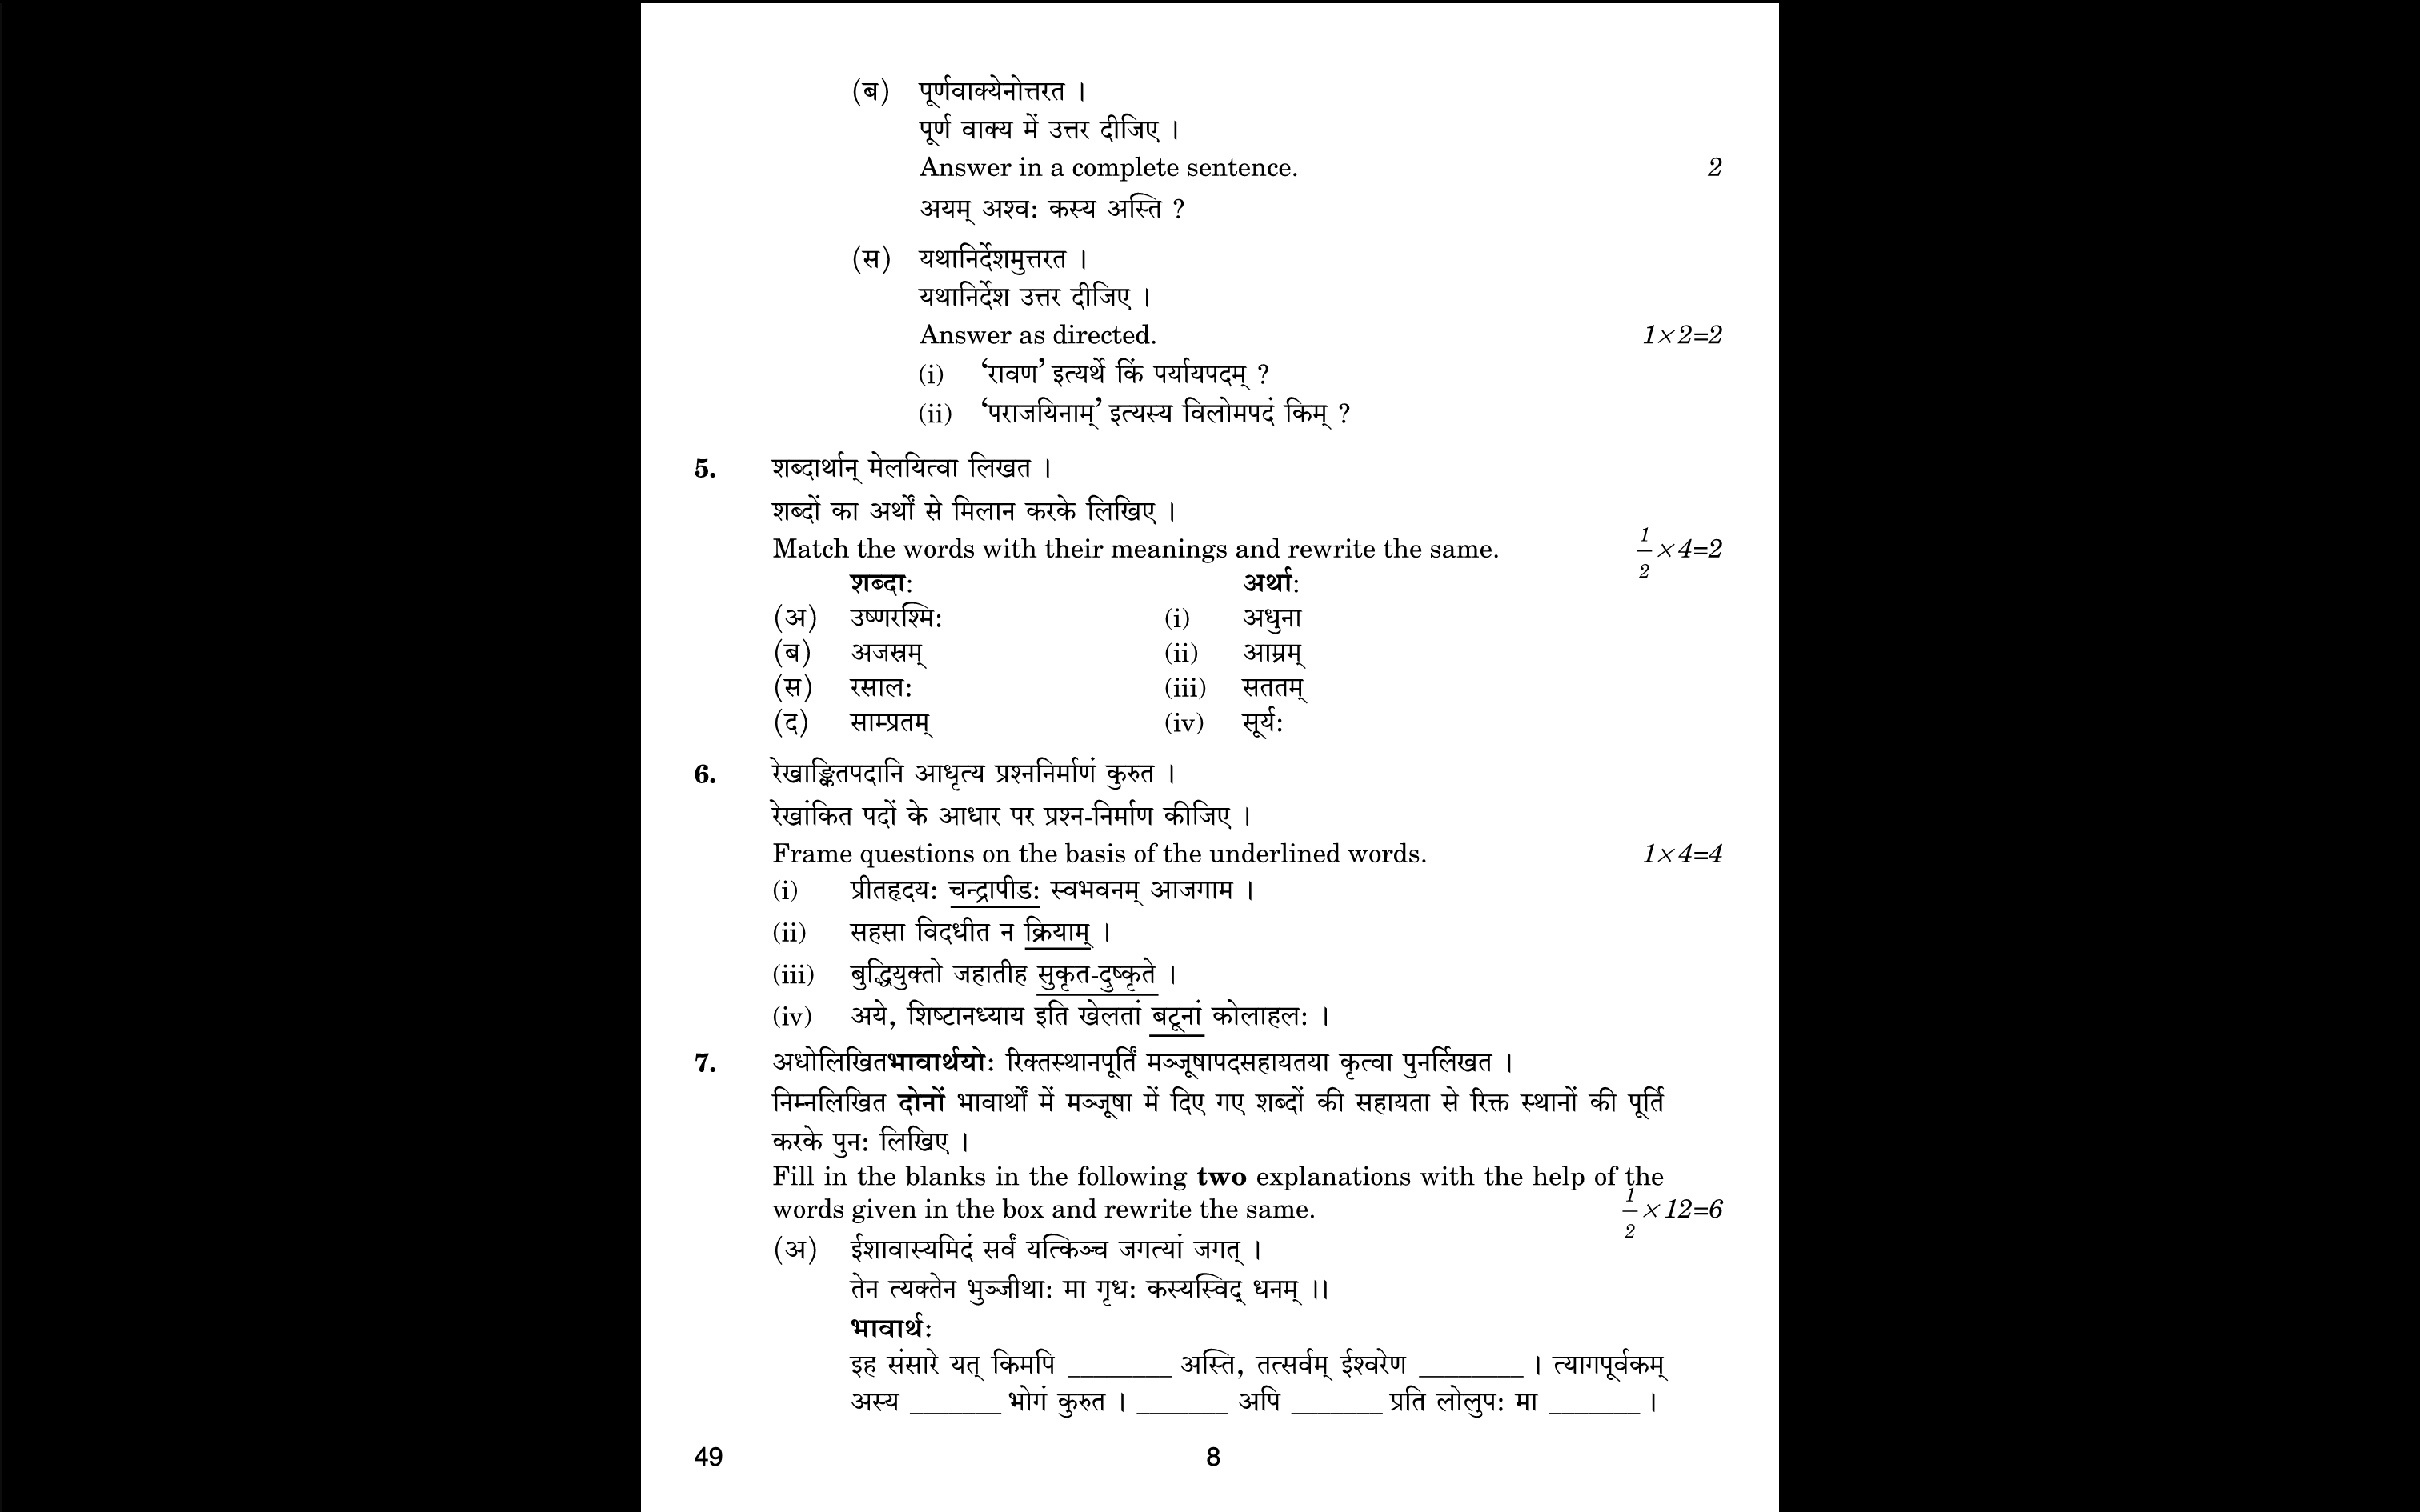 (ब) पूर्णवाक्येनोत्तरत ।
पूर्ण वाक्य में उत्तर दीजिए ।
Answer in a complete sentence. 2
अयम् अश्व: कस्य अस्ति ?
(स) यथानिर्देशमुत्तरत ।
यथानिर्देश उत्तर दीजिए ।
Answer as directed. 1×2=2
(i) ‘रावण’ इत्यर्थे किं पर्यायपदम् ?
(ii) ‘पराजयिनाम्’ इत्यस्य विलोमपदं किम् ?
5. शब्दार्थान् मेलयित्वा लिखत ।
शब्दों का अर्थों से मिलान करके लिखिए ।
Match the words with their meanings and rewrite the same. 1/2×4=2
शब्दा: अर्था:
(अ) उष्णरश्मि: (i) अधुना
(ब) अजस्रम् (ii) आम्रम्
(स) रसाल: (iii) सततम्
(द) साम्प्रतम् (iv) सूर्य:
6. रेखाङ्कितपदानि आधृत्य प्रश्ननिर्माणं कुरुत ।
रेखांकित पदों के आधार पर प्रश्न-निर्माण कीजिए ।
Frame questions on the basis of the underlined words. 1×4=4
(i) प्रीतहृदय: चन्द्रापीड: स्वभवनम् आजगाम ।
(ii) सहसा विदधीत न क्रियाम् ।
(iii) बुद्धियुक्तो जहातीह सुकृत-दुष्कृते ।
(iv) अये, शिष्टानध्याय इति खेलतां बटूनां कोलाहल: ।
7. अधोलिखितभावार्थयो: रिक्तस्थानपूर्तिं मञ्जूषापदसहायतया कृत्वा पुनर्लिखत ।
निम्नलिखित दोनों भावार्थों में मञ्जूषा में दिए गए शब्दों की सहायता से रिक्त स्थानों की पूर्ति
करके पुन: लिखिए ।
Fill in the blanks in the following two explanations with the help of the
words given in the box and rewrite the same. 1/2×12=6
(अ) ईशावास्यमिदं सर्वं यत्किञ्च जगत्यां जगत् ।
तेन त्यक्तेन भुञ्जीथा: मा गृध: कस्यस्विद् धनम् ।।
भावार्थ:
इह संसारे यत् किमपि ________ अस्ति, तत्सर्वम् ईश्वरेण ________ । त्यागपूर्वकम्
अस्य _______ भोगं कुरुत । _______ अपि _______ प्रति लोलुप: मा _______ ।
49 8